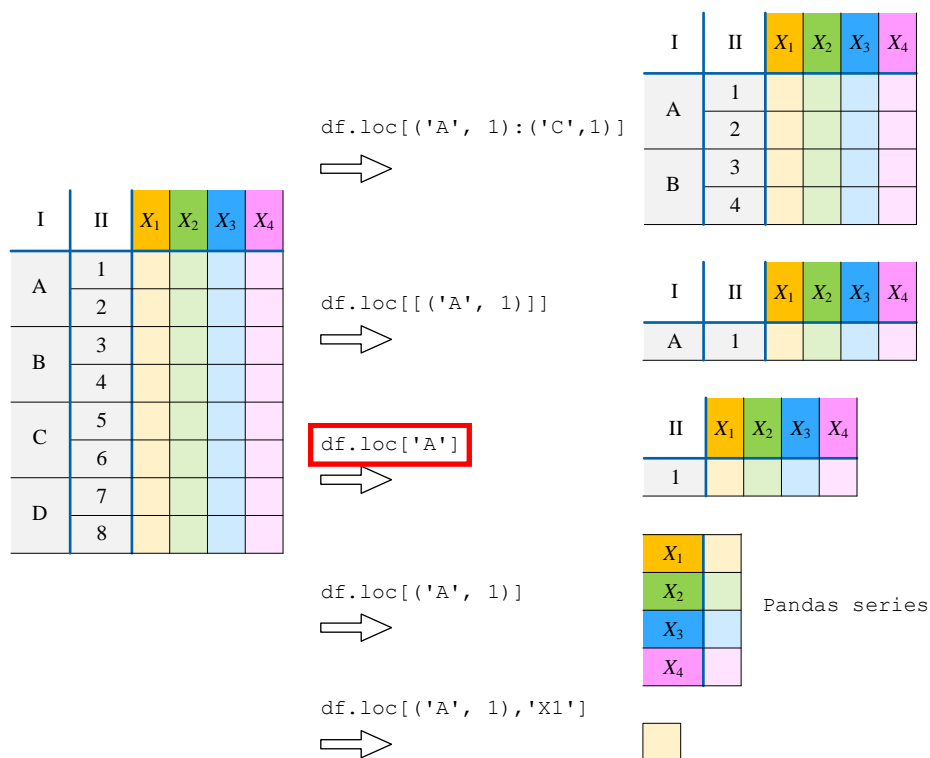 I II X1 X2 X3 X4
A 1
2
B 3
4
C 5
6
D 7
8
df.loc[('A', 1):('C',1)]
I II X1 X2 X3 X4
A 1
2
B 3
4
df.loc[[('A', 1)]]
I II X1 X2 X3 X4
A 1
df.loc['A']
II X1 X2 X3 X4
1
df.loc[('A', 1)]
X1
X2
X3
X4
Pandas series
df.loc[('A', 1),'X1']